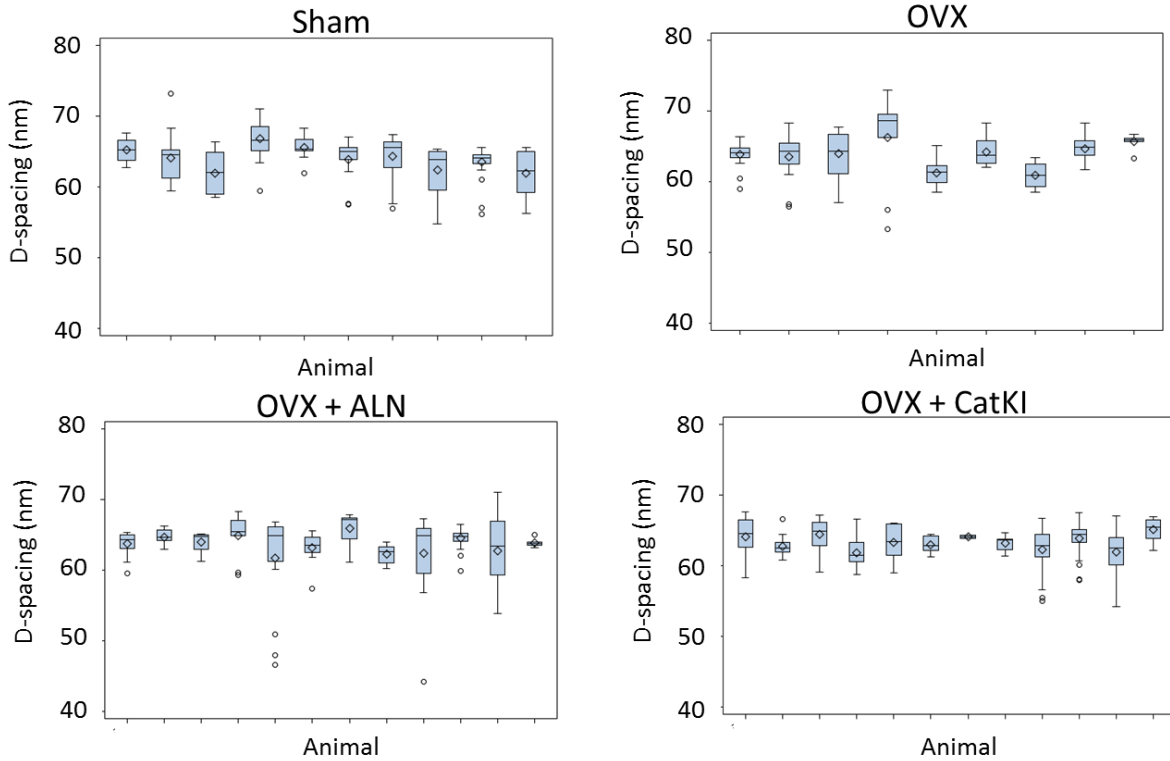 Sham
80
70
60
50
40
D-spacing (nm)
Animal
OVX
80
70
60
50
40
D-spacing (nm)
Animal
OVX + ALN
80
70
60
50
40
D-spacing (nm)
Animal
OVX + CatKI
80
70
60
50
40
D-spacing (nm)
Animal